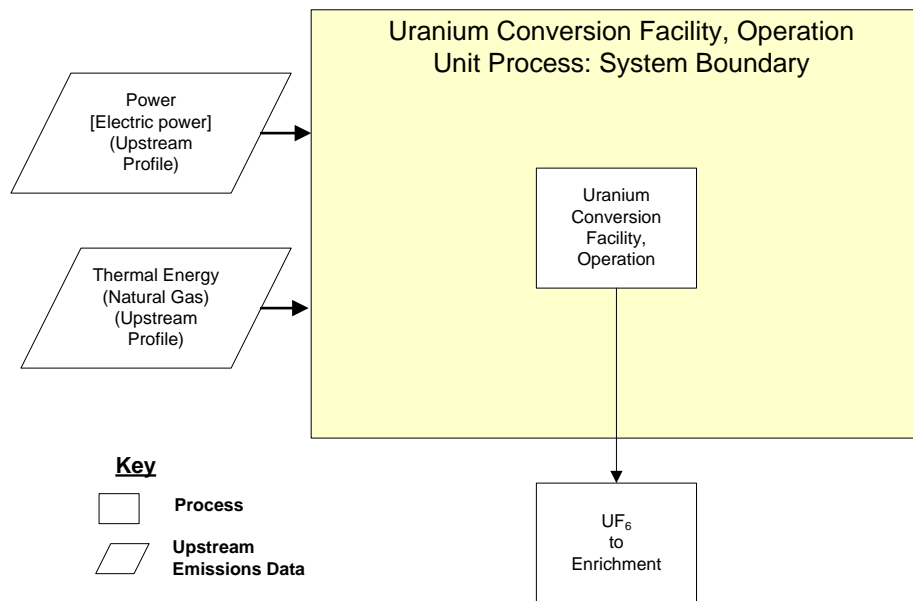 Uranium Conversion Facility, Operation
Unit Process: System Boundary
Power
[Electric power]
(Upstream
Profile)
Thermal Energy
(Natural Gas)
(Upstream
Profile)
Uranium
Conversion
Facility,
Operation
Key
Process
Upstream
Emissions Data
UF₆
to
Enrichment